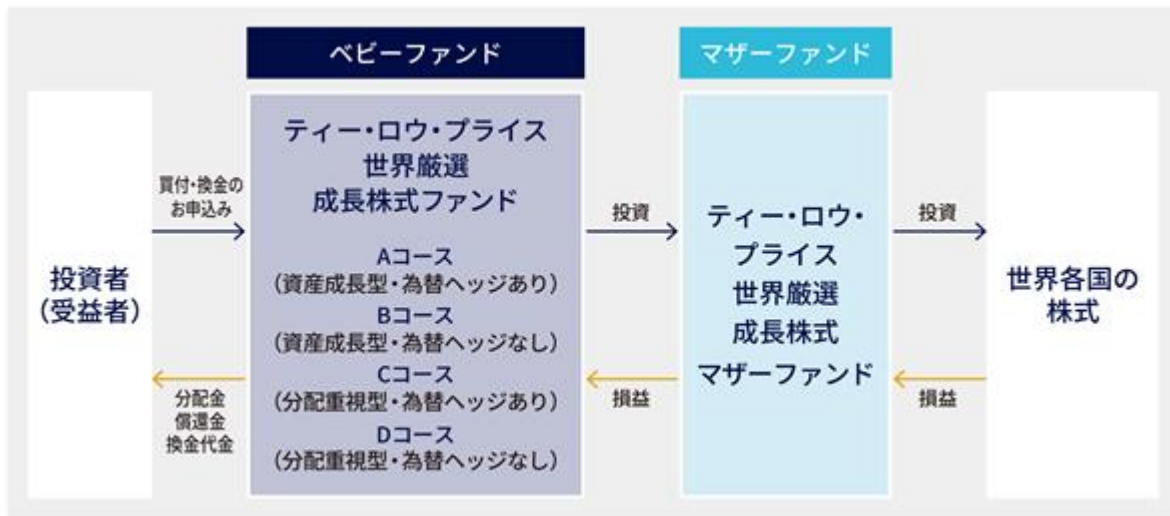 ベビーファンド
マザーファンド
投資者
（受益者）
買付・換金の
お申込み
分配金
償還金
換金代金
ティー・ロウ・プライス
世界厳選
成長株式ファンド
Aコース
（資産成長型・為替ヘッジあり）
Bコース
（資産成長型・為替ヘッジなし）
Cコース
（分配重視型・為替ヘッジあり）
Dコース
（分配重視型・為替ヘッジなし）
投資
損益
ティー・ロウ・
プライス
世界厳選
成長株式
マザーファンド
投資
損益
世界各国の
株式